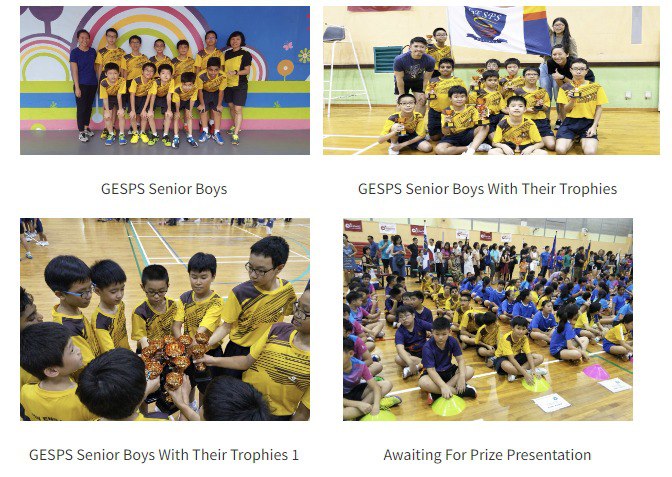 GESPS
GESPS Senior Boys
GESPS Senior Boys With Their Trophies
GESPS Senior Boys With Their Trophies 1
Awaiting For Prize Presentation